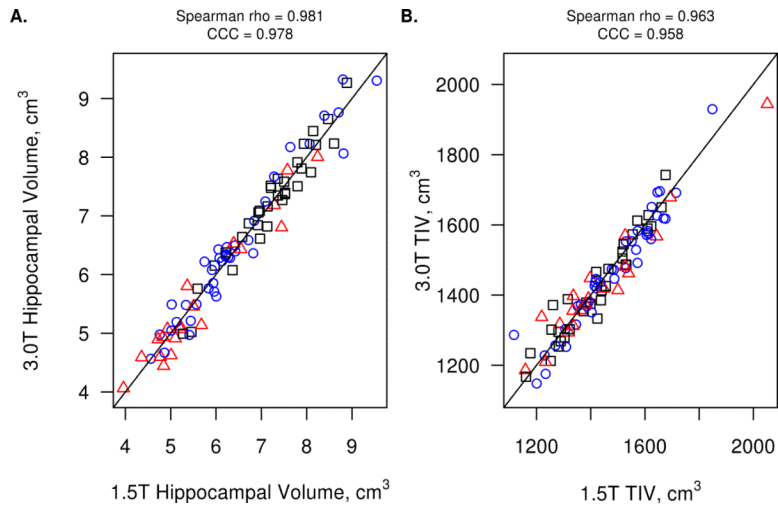 A.
Spearman rho = 0.981
CCC = 0.978
3.0T Hippocampal Volume, cm³
9
8
7
6
5
4
4 5 6 7 8 9
1.5T Hippocampal Volume, cm³
B.
Spearman rho = 0.963
CCC = 0.958
3.0T TIV, cm³
2000
1800
1600
1400
1200
1200 1600 2000
1.5T TIV, cm³